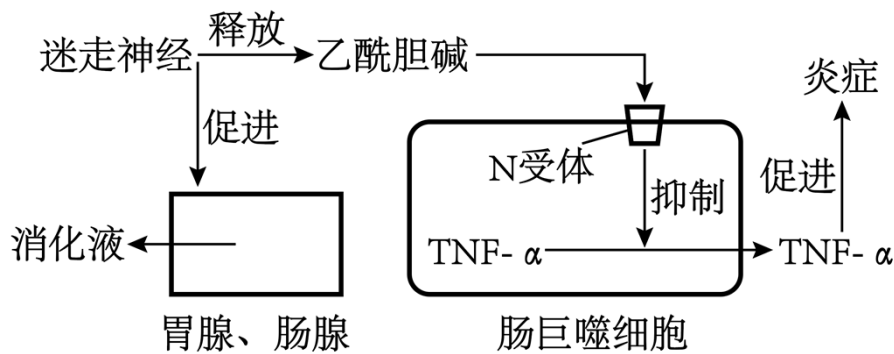 迷走神经
释放
乙酰胆碱
促进
消化液
胃腺、肠腺
N受体
抑制
TNF- α
肠巨噬细胞
TNF- α
促进
炎症